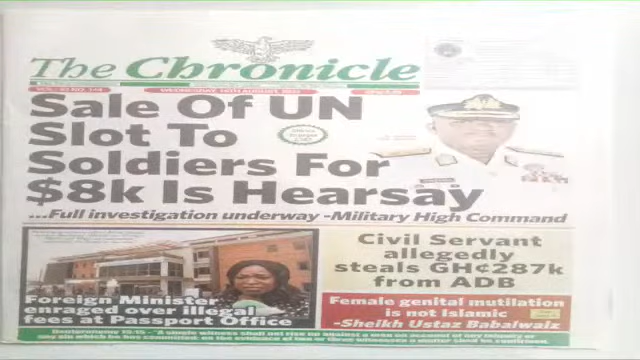 The Chronicle
Sale Of UN
Slot To
Soldiers For
$8k Is Hearsay
...Full investigation underway -Military High Command
Foreign Minister
enraged over illegal
fees at Passport Office
Civil Servant
allegedly
steals GH¢287k
from ADB
Female genital mutilation
is not Islamic
-Sheikh Ustaz Babalwaiz